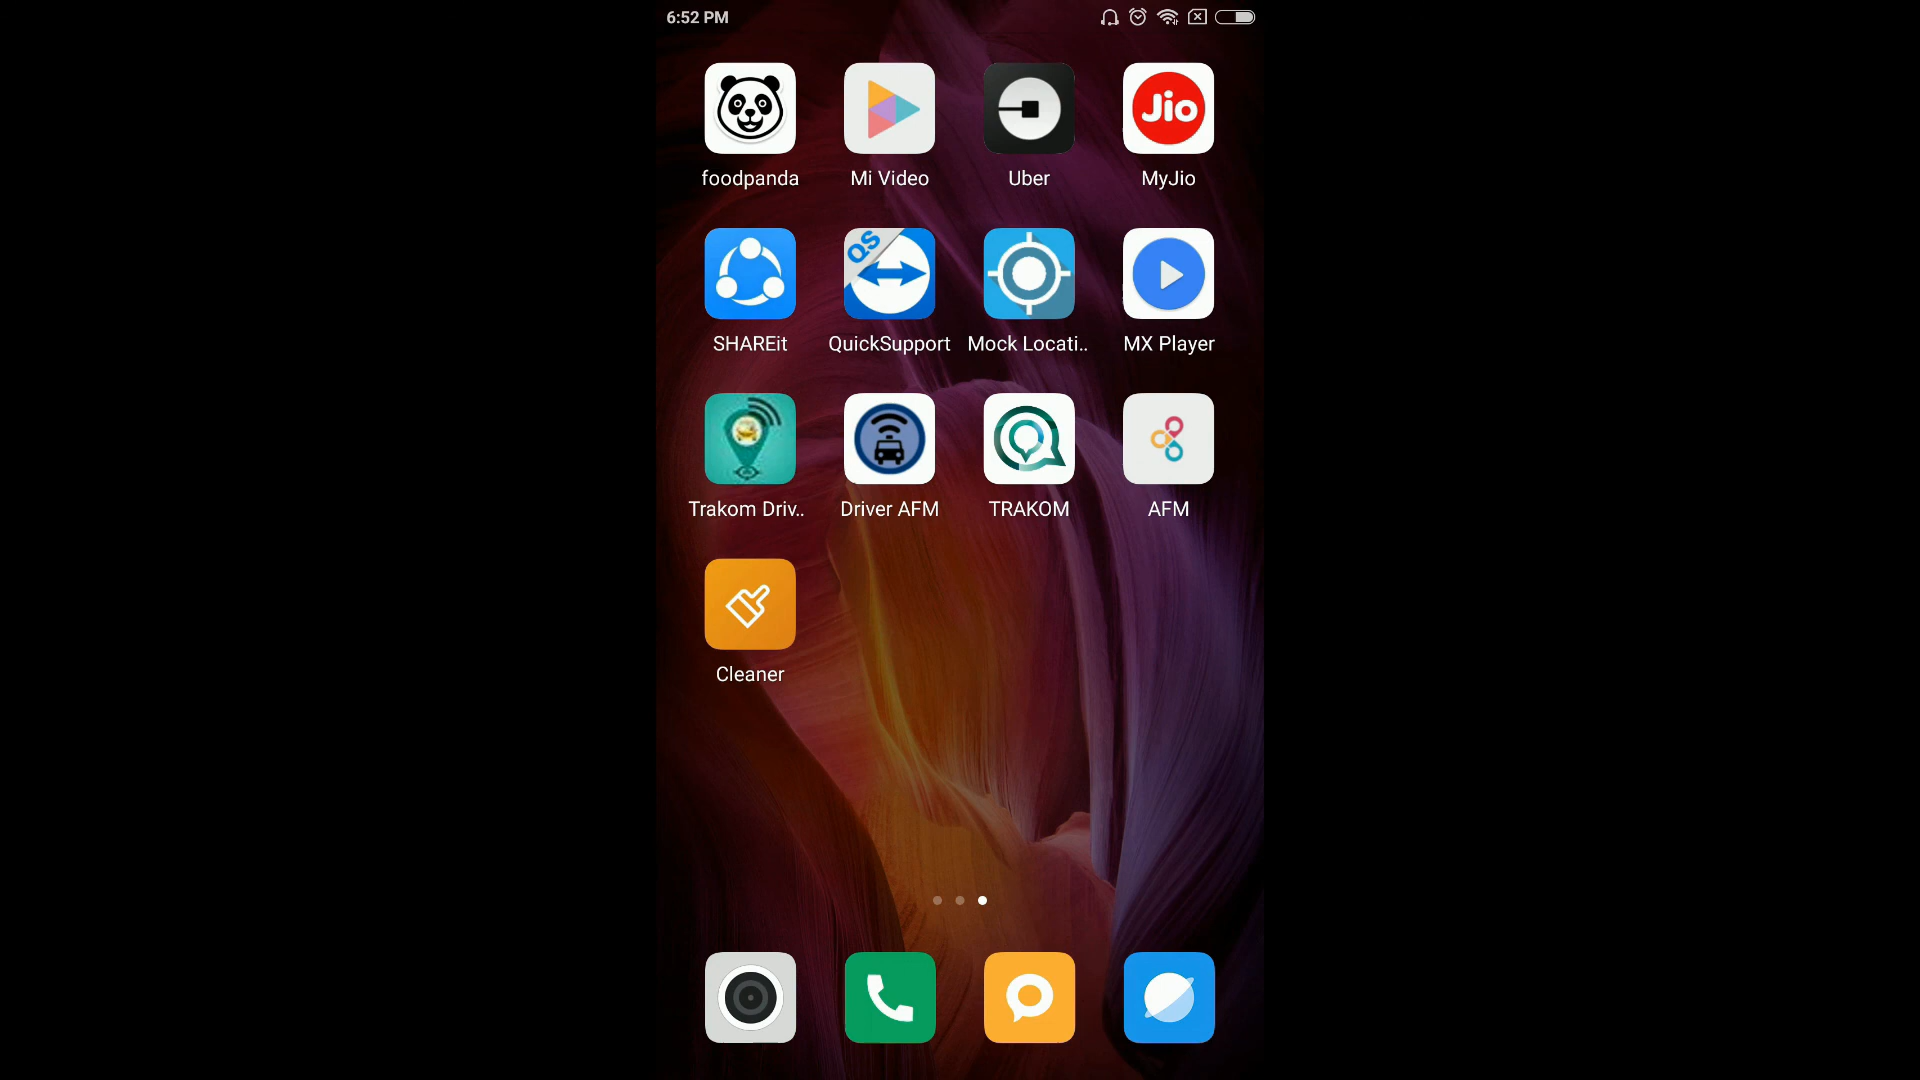 6:52 PM
foodpanda
Mi Video
Uber
Jio
MyJio
SHAREit
QS
QuickSupport
Mock Locati..
MX Player
Trakom Driv..
Driver AFM
TRAKOM
AFM
Cleaner